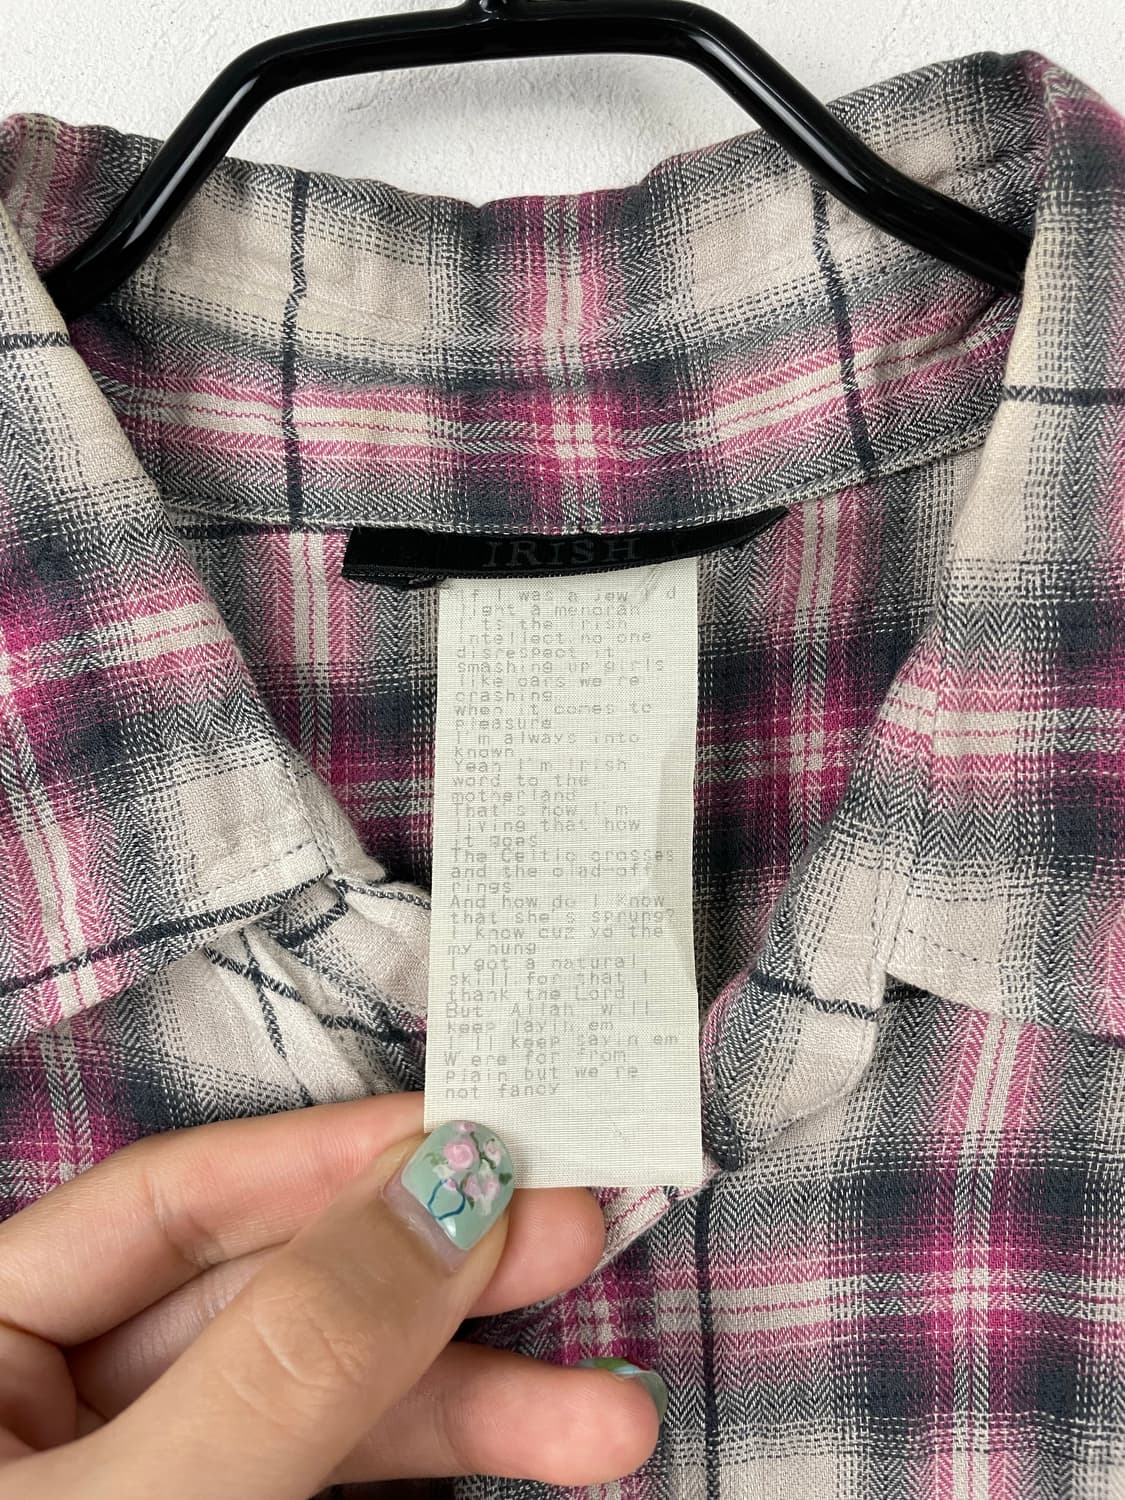 IRISH
If I was a Jew I'd
light a menorah
Its the Irish
intellect.no one
disrespect it
smashing up girls
like cars we're
crashing
When it comes to
pleasure
I'm always into
known
Yeah I'm Irish
word to the
motherland
That's how I'm
living that how
it goes
The Celtic crosses
and the clad-off
rings
And how do I know
that she's sprung?
I know cuz yo the
my hung
I got a natural
skill.for that I
thank the Lord
But Allah will
keep layin em
I'll keep sayin em
W'ere for from
plain but we're
not fancy